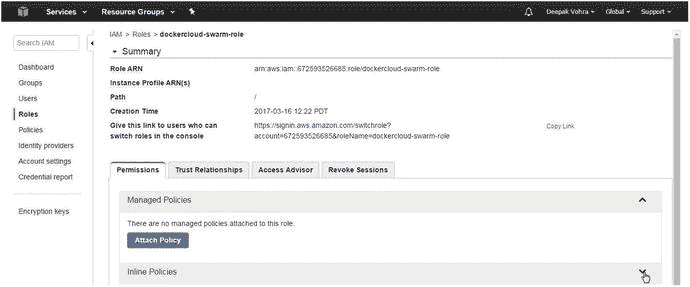 Services Resource Groups Deepak Vohra Global Support
Search IAM
Dashboard
Groups
Users
Roles
Policies
Identity providers
Account settings
Credential report
Encryption keys
IAM > Roles > dockercloud-swarm-role
Summary
Role ARN arn:aws:iam::672593526685:role/dockercloud-swarm-role
Instance Profile ARN(s)
Path /
Creation Time 2017-03-16 12:22 PDT
Give this link to users who can https://signin.aws.amazon.com/switchrole? Copy Link
switch roles in the console account=672593526685&roleName=dockercloud-swarm-role
Permissions Trust Relationships Access Advisor Revoke Sessions
Managed Policies
There are no managed policies attached to this role.
Attach Policy
Inline Policies